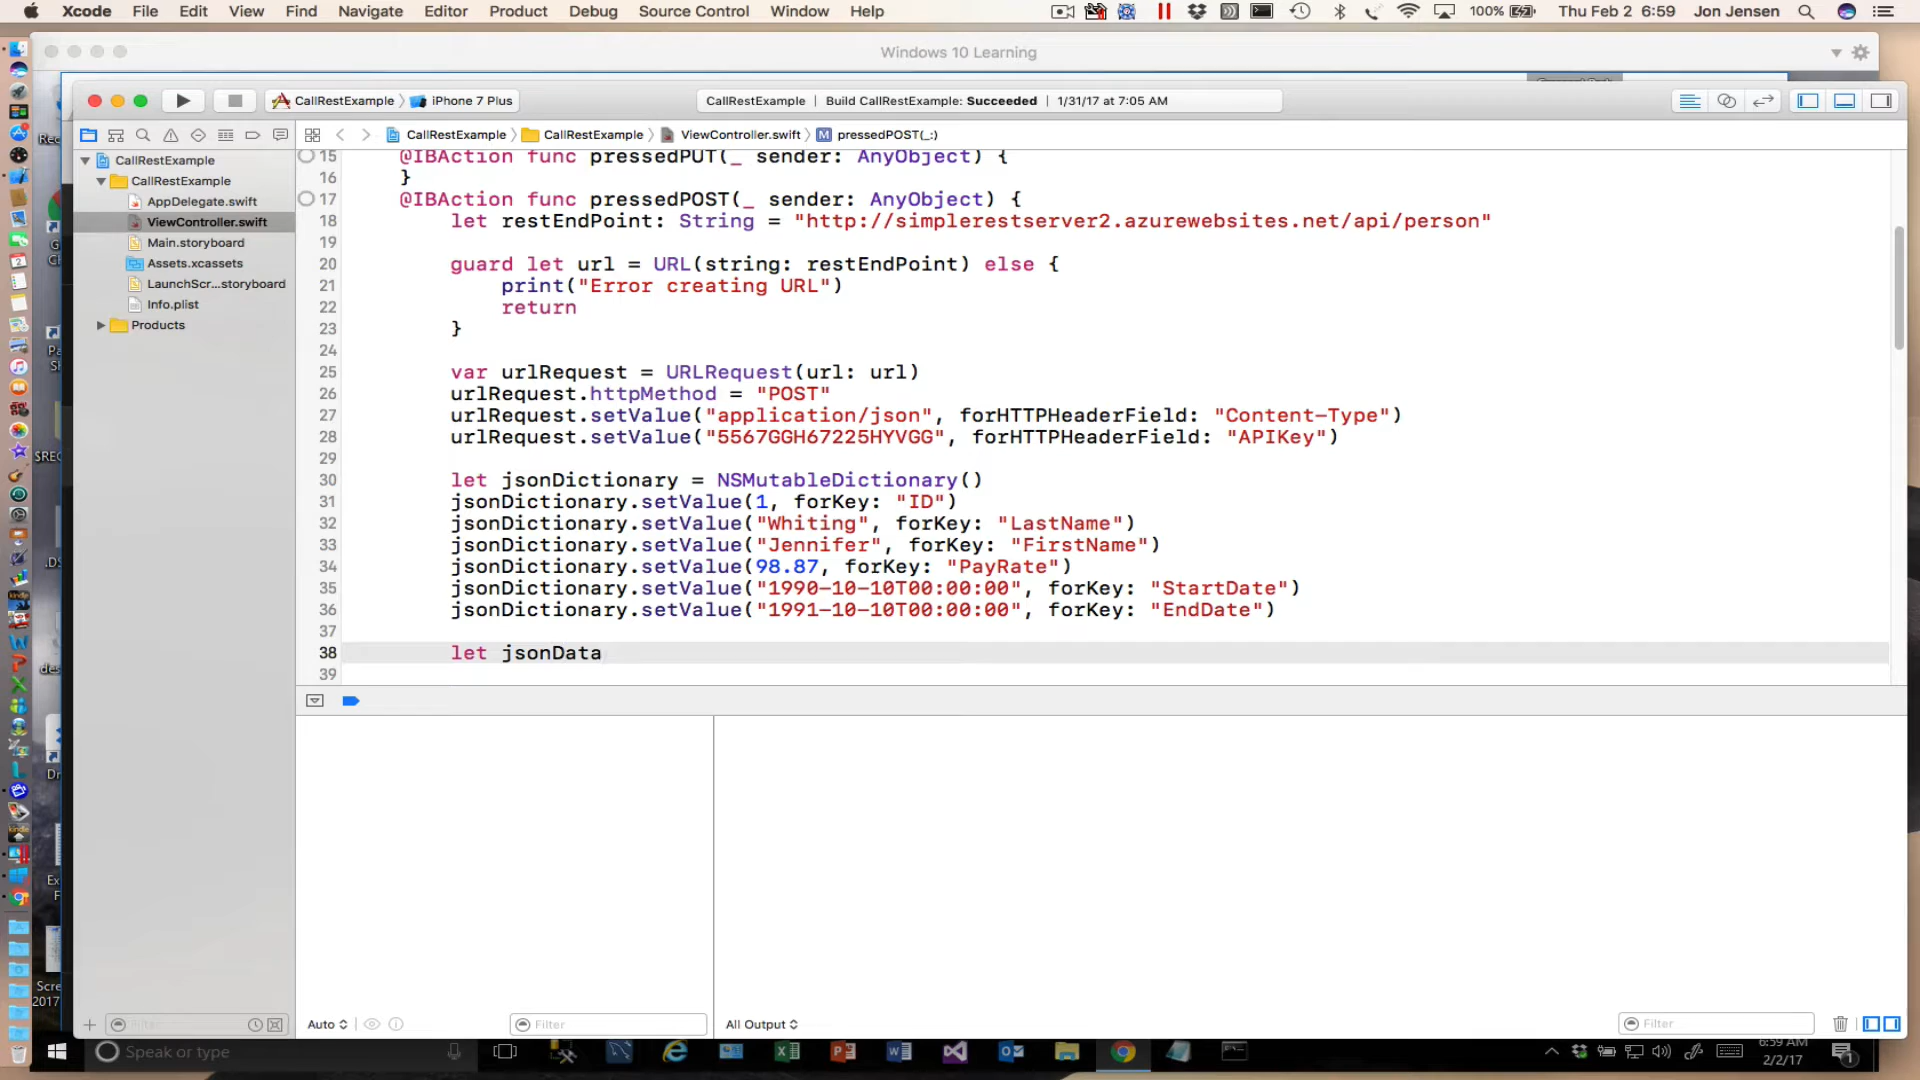 Xcode File Edit View Find Navigate Editor Product Debug Source Control Window Help 100% Thu Feb 2 6:59 Jon Jensen
Windows 10 Learning
CallRestExample iPhone 7 Plus
CallRestExample | Build CallRestExample: Succeeded | 1/31/17 at 7:05 AM
CallRestExample CallRestExample ViewController.swift M pressedPOST(_:)
CallRestExample
CallRestExample
AppDelegate.swift
ViewController.swift
Main.storyboard
Assets.xcassets
LaunchScr...storyboard
Info.plist
Products
15 @IBAction func pressedPUT(_ sender: AnyObject) {
16 }
17 @IBAction func pressedPOST(_ sender: AnyObject) {
18 let restEndPoint: String = "http://simplerestserver2.azurewebsites.net/api/person"
19
20 guard let url = URL(string: restEndPoint) else {
21 print("Error creating URL")
22 return
23 }
24
25 var urlRequest = URLRequest(url: url)
26 urlRequest.httpMethod = "POST"
27 urlRequest.setValue("application/json", forHTTPHeaderField: "Content-Type")
28 urlRequest.setValue("5567GGH67225HYVGG", forHTTPHeaderField: "APIKey")
29
30 let jsonDictionary = NSMutableDictionary()
31 jsonDictionary.setValue(1, forKey: "ID")
32 jsonDictionary.setValue("Whiting", forKey: "LastName")
33 jsonDictionary.setValue("Jennifer", forKey: "FirstName")
34 jsonDictionary.setValue(98.87, forKey: "PayRate")
35 jsonDictionary.setValue("1990-10-10T00:00:00", forKey: "StartDate")
36 jsonDictionary.setValue("1991-10-10T00:00:00", forKey: "EndDate")
37
38 let jsonData
39
Filter
Auto
Filter
All Output
Filter
Speak or type
6:59 AM
2/2/17